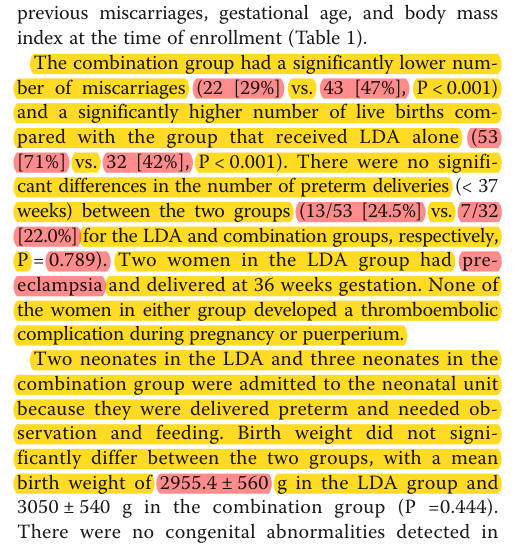 previous miscarriages, gestational age, and body mass
index at the time of enrollment (Table 1).
The combination group had a significantly lower num-
ber of miscarriages (22 [29%] vs. 43 [47%], P < 0.001)
and a significantly higher number of live births com-
pared with the group that received LDA alone (53
[71%] vs. 32 [42%], P < 0.001). There were no signifi-
cant differences in the number of preterm deliveries (< 37
weeks) between the two groups (13/53 [24.5%] vs. 7/32
[22.0%] for the LDA and combination groups, respectively,
P = 0.789). Two women in the LDA group had pre-
eclampsia and delivered at 36 weeks gestation. None of
the women in either group developed a thromboembolic
complication during pregnancy or puerperium.
Two neonates in the LDA and three neonates in the
combination group were admitted to the neonatal unit
because they were delivered preterm and needed ob-
servation and feeding. Birth weight did not signi-
ficantly differ between the two groups, with a mean
birth weight of 2955.4 ± 560 g in the LDA group and
3050 ± 540 g in the combination group (P =0.444).
There were no congenital abnormalities detected in